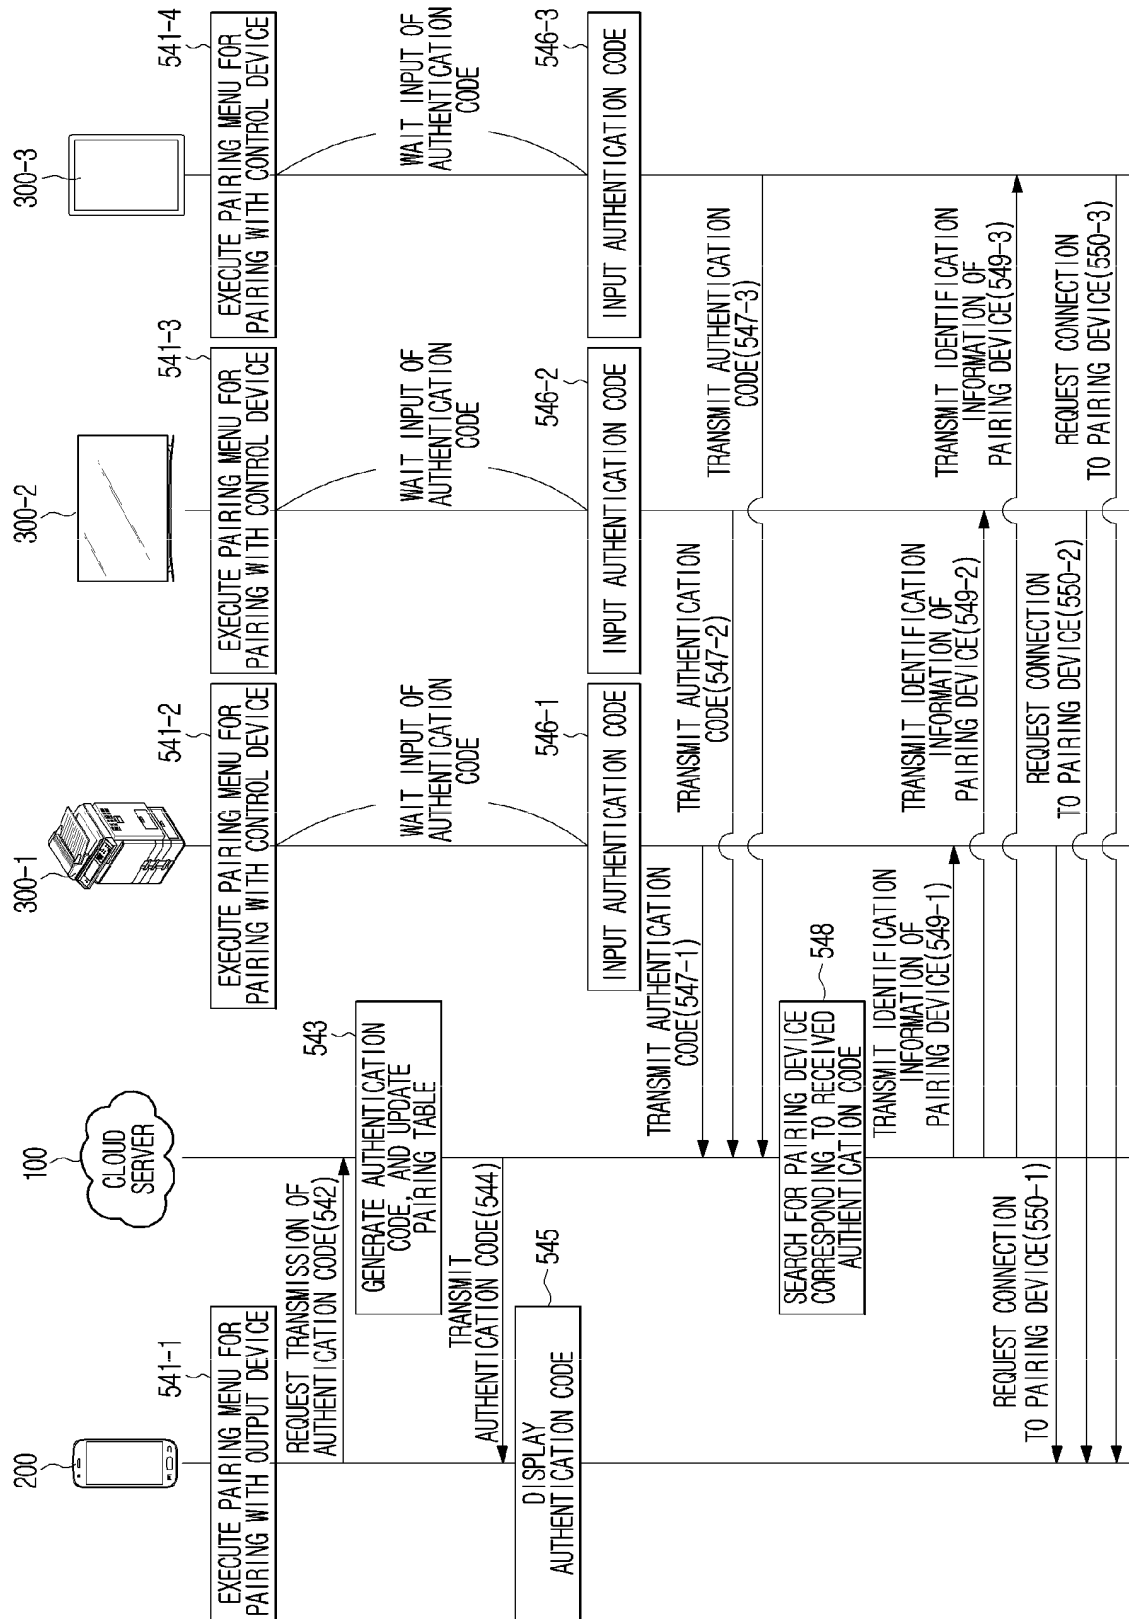 200
100
CLOUD
SERVER
300-1
300-2
300-3
541-1
EXECUTE PAIRING MENU FOR
PAIRING WITH OUTPUT DEVICE
541-2
EXECUTE PAIRING MENU FOR
PAIRING WITH CONTROL DEVICE
541-3
EXECUTE PAIRING MENU FOR
PAIRING WITH CONTROL DEVICE
541-4
EXECUTE PAIRING MENU FOR
PAIRING WITH CONTROL DEVICE
REQUEST TRANSMISSION OF
AUTHENTICATION CODE(542)
543
GENERATE AUTHENTICATION
CODE, AND UPDATE
PAIRING TABLE
WAIT INPUT OF
AUTHENTICATION
CODE
WAIT INPUT OF
AUTHENTICATION
CODE
WAIT INPUT OF
AUTHENTICATION
CODE
TRANSMIT
AUTHENTICATION CODE(544)
545
DISPLAY
AUTHENTICATION CODE
546-1
INPUT AUTHENTICATION CODE
546-2
INPUT AUTHENTICATION CODE
546-3
INPUT AUTHENTICATION CODE
TRANSMIT AUTHENTICATION
CODE(547-1)
TRANSMIT AUTHENTICATION
CODE(547-2)
TRANSMIT AUTHENTICATION
CODE(547-3)
548
SEARCH FOR PAIRING DEVICE
CORRESPONDING TO RECEIVED
AUTHENTICATION CODE
TRANSMIT IDENTIFICATION
INFORMATION OF
PAIRING DEVICE(549-1)
TRANSMIT IDENTIFICATION
INFORMATION OF
PAIRING DEVICE(549-2)
TRANSMIT IDENTIFICATION
INFORMATION OF
PAIRING DEVICE(549-3)
REQUEST CONNECTION
TO PAIRING DEVICE(550-1)
REQUEST CONNECTION
TO PAIRING DEVICE(550-2)
REQUEST CONNECTION
TO PAIRING DEVICE(550-3)